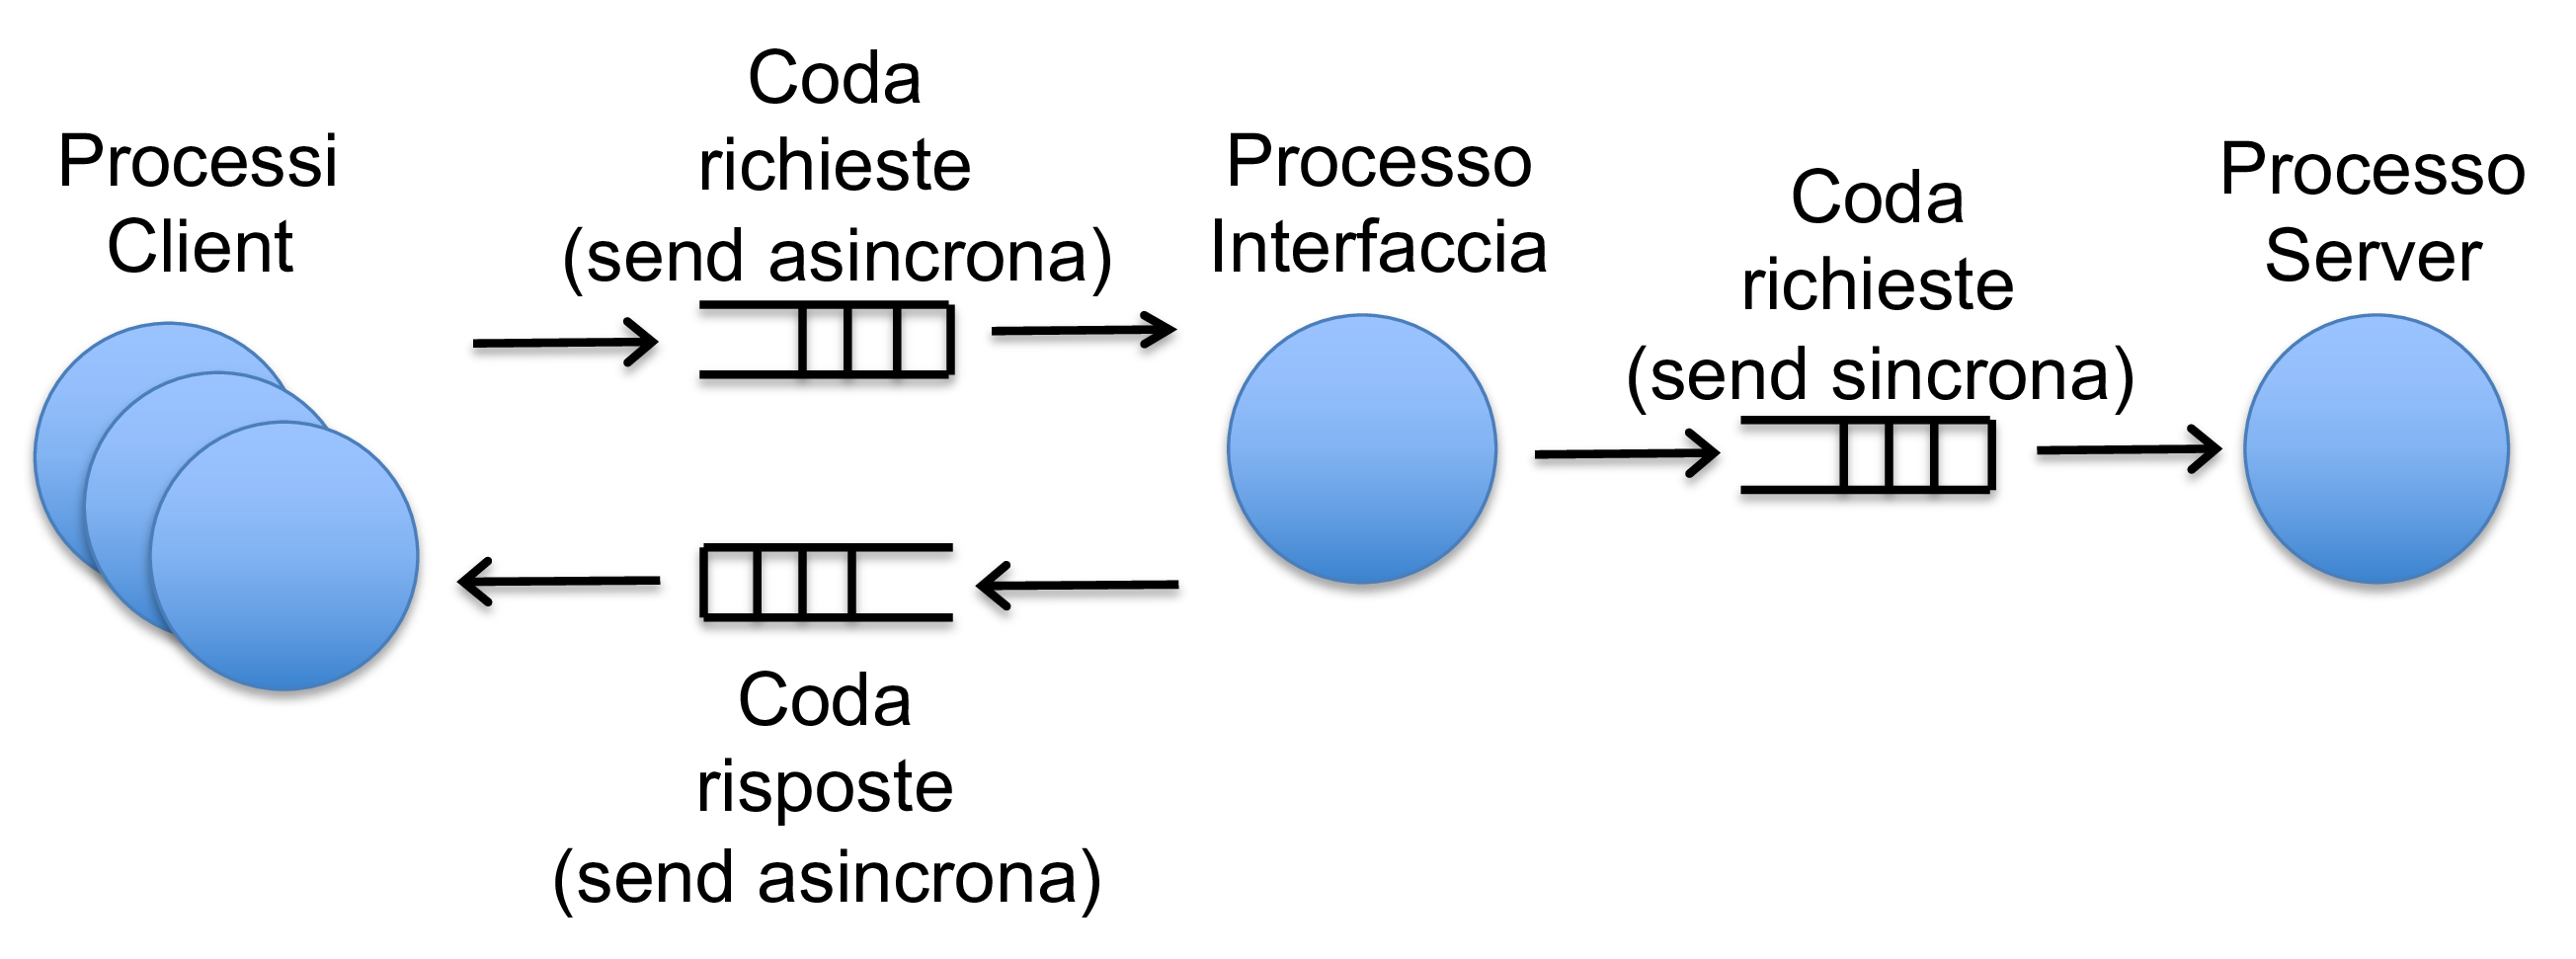 Processi
Client
Coda
richieste
(send asincrona)
Processo
Interfaccia
Coda
richieste
(send sincrona)
Processo
Server
Coda
risposte
(send asincrona)